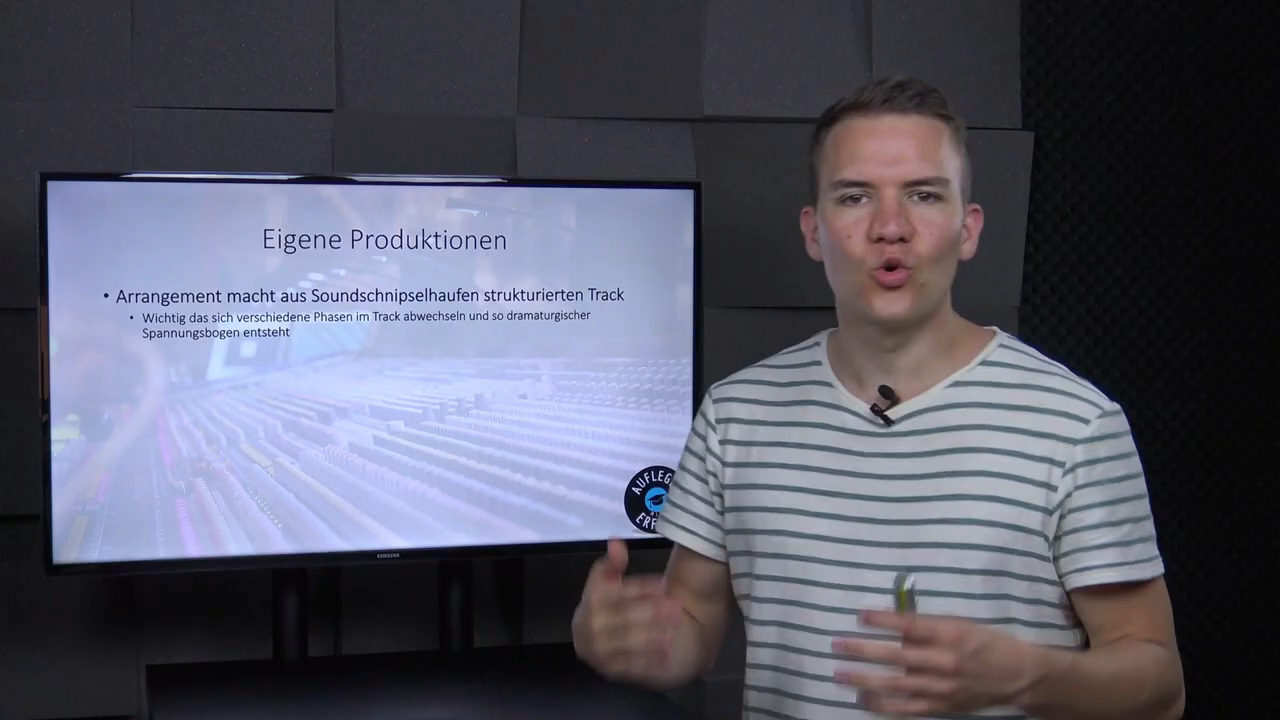 Eigene Produktionen
• Arrangement macht aus Soundschnipselhaufen strukturierten Track
• Wichtig das sich verschiedene Phasen im Track abwechseln und so dramaturgischer
Spannungsbogen entsteht
SAMSUNG